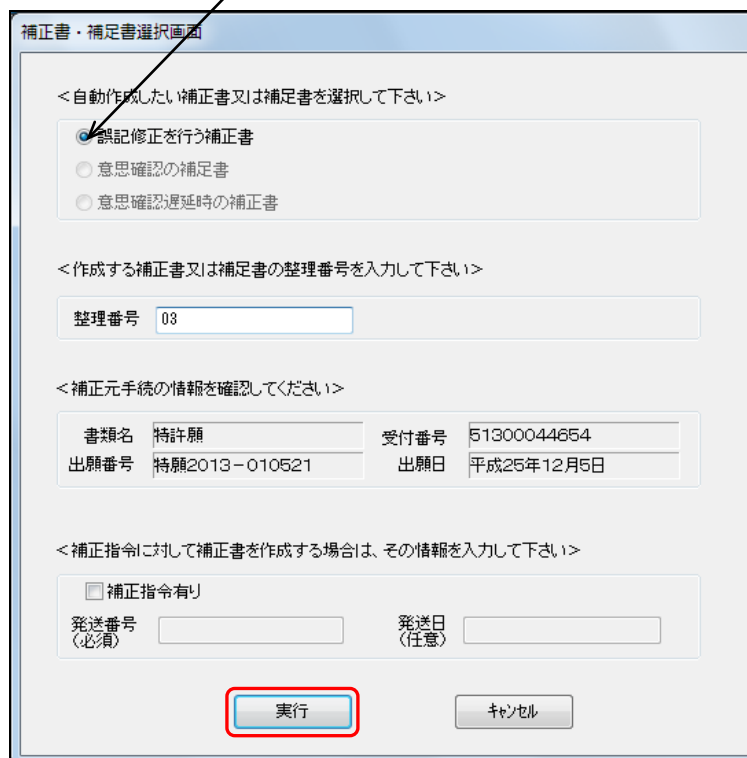 補正書・補足書選択画面
<自動作成したい補正書又は補足書を選択して下さい>
誤記修正を行う補正書
意思確認の補足書
意思確認遅延時の補正書
<作成する補正書又は補足書の整理番号を入力して下さい>
整理番号 03
<補正元手続の情報を確認してください>
書類名 特許願 受付番号 51300044654
出願番号 特願2013-010521 出願日 平成25年12月5日
<補正指令に対して補正書を作成する場合は、その情報を入力して下さい>
補正指令有り
発送番号 発送日
(必須) (任意)
実行 キャンセル